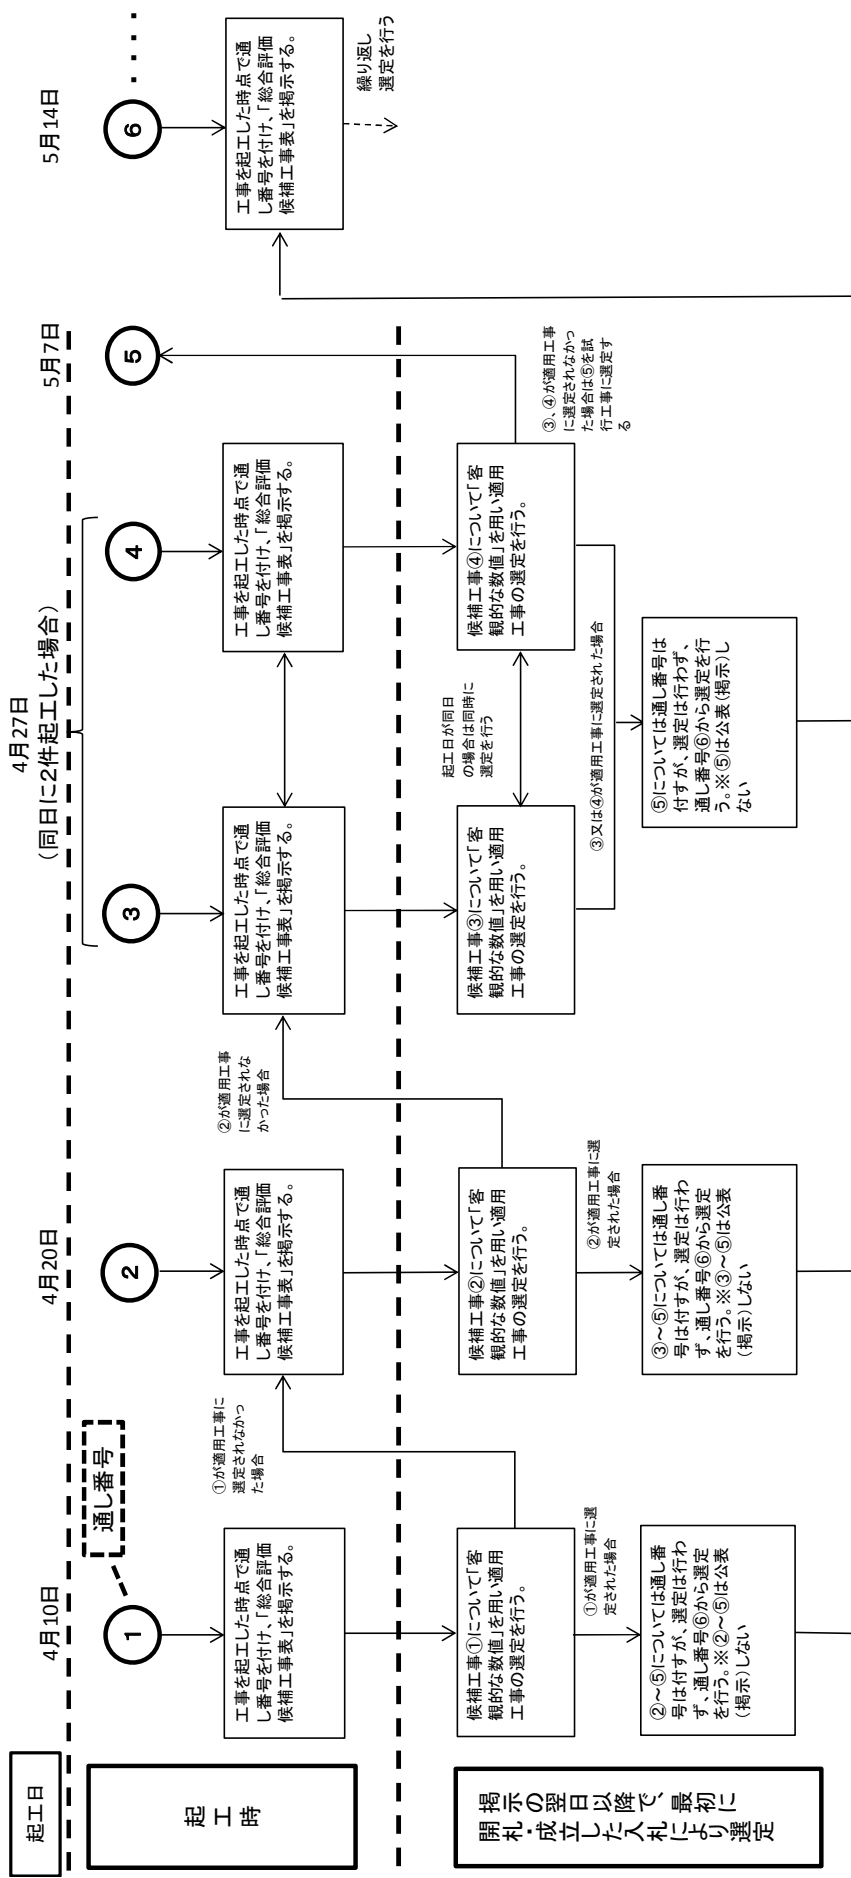 起工日
4月10日
4月20日
4月27日
(同日に2件起工した場合)
5月7日
5月14日
通し番号
起工時
1
2
3
4
5
6
・・・・
工事を起工した時点で通
し番号を付け、「総合評価
候補工事表」を掲示する。
工事を起工した時点で通
し番号を付け、「総合評価
候補工事表」を掲示する。
工事を起工した時点で通
し番号を付け、「総合評価
候補工事表」を掲示する。
工事を起工した時点で通
し番号を付け、「総合評価
候補工事表」を掲示する。
工事を起工した時点で通
し番号を付け、「総合評価
候補工事表」を掲示する。
繰り返し
選定を行う
①が適用工事に
選定されなかっ
た場合
②が適用工事
に選定されな
かった場合
掲示の翌日以降で、最初に
開札・成立した入札により選定
候補工事①について「客
観的な数値」を用い適用
工事の選定を行う。
候補工事②について「客
観的な数値」を用い適用
工事の選定を行う。
候補工事③について「客
観的な数値」を用い適用
工事の選定を行う。
起工日が同日
の場合は同時に
選定を行う
候補工事④について「客
観的な数値」を用い適用
工事の選定を行う。
③、④が適用工事
に選定されなかっ
た場合は⑤を試
行工事に選定す
る
①が適用工事に選
定された場合
②が適用工事に選
定された場合
③又は④が適用工事に選定された場合
②~⑤については通し番
号は付すが、選定は行わ
ず、通し番号⑥から選定
を行う。※②~⑤は公表
(掲示)しない
③~⑤については通し番
号は付すが、選定は行わ
ず、通し番号⑥から選定
を行う。※③~⑤は公表
(掲示)しない
⑤については通し番号は
付すが、選定は行わず、
通し番号⑥から選定を行
う。※⑤は公表(掲示)し
ない